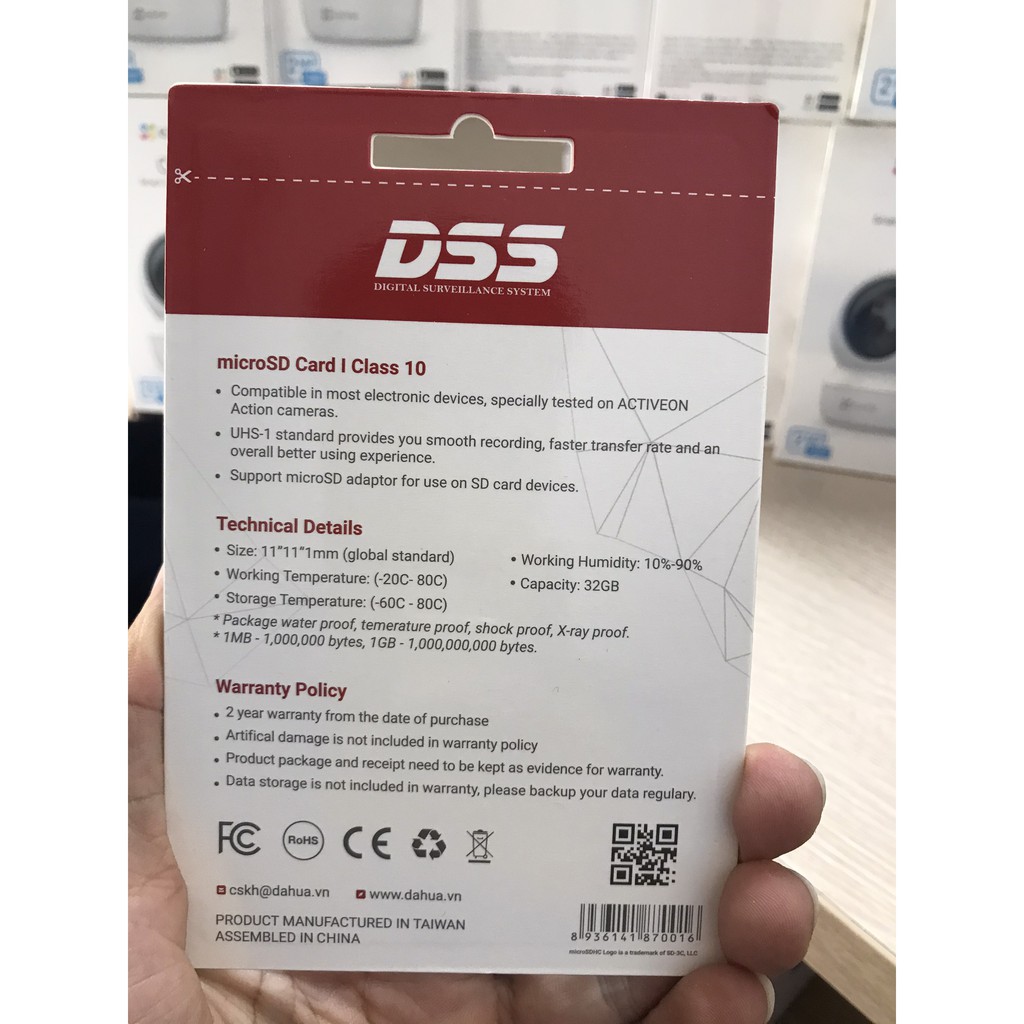 DSS
DIGITAL SURVEILLANCE SYSTEM
microSD Card I Class 10
• Compatible in most electronic devices, specially tested on ACTIVEON
Action cameras.
• UHS-1 standard provides you smooth recording, faster transfer rate and an
overall better using experience.
• Support microSD adaptor for use on SD card devices.
Technical Details
• Size: 11”11”1mm (global standard)
• Working Temperature: (-20C- 80C)
• Storage Temperature: (-60C - 80C)
• Working Humidity: 10%-90%
• Capacity: 32GB
* Package water proof, temerature proof, shock proof, X-ray proof.
* 1MB - 1,000,000 bytes, 1GB - 1,000,000,000 bytes.
Warranty Policy
• 2 year warranty from the date of purchase
• Artifical damage is not included in warranty policy
• Product package and receipt need to be kept as evidence for warranty.
• Data storage is not included in warranty, please backup your data regulary.
FC RoHS CE
cskh@dahua.vn www.dahua.vn
PRODUCT MANUFACTURED IN TAIWAN
ASSEMBLED IN CHINA
8 936141 870016
microSDHC Logo is a trademark of SD-3C, LLC